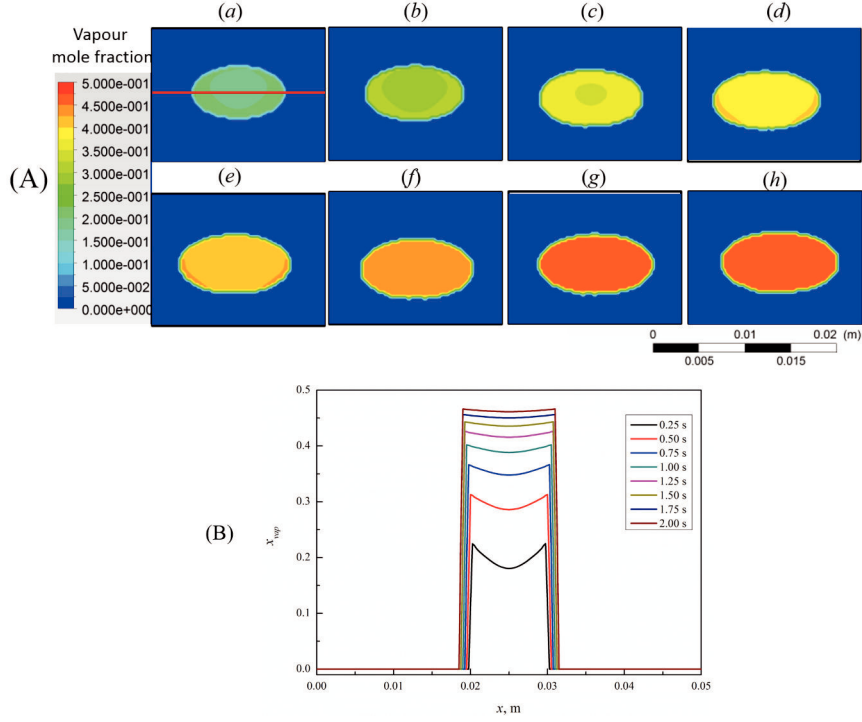 (a) (b) (c) (d)
Vapour
mole fraction
5.000e-001
4.500e-001
4.000e-001
3.500e-001
3.000e-001
2.500e-001
2.000e-001
1.500e-001
1.000e-001
5.000e-002
0.000e+000
(A)
(e) (f) (g) (h)
0 0.01 0.02 (m)
0.005 0.015
(B)
0.5
0.4
0.3
0.2
0.1
0.0
x_vap
0.25 s
0.50 s
0.75 s
1.00 s
1.25 s
1.50 s
1.75 s
2.00 s
0.00 0.01 0.02 0.03 0.04 0.05
x, m